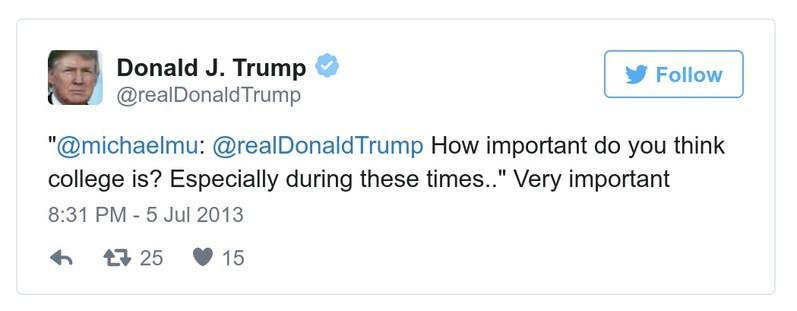 Donald J. Trump
@realDonaldTrump
Follow
"@michaelmu: @realDonaldTrump How important do you think
college is? Especially during these times.." Very important
8:31 PM - 5 Jul 2013
25 15